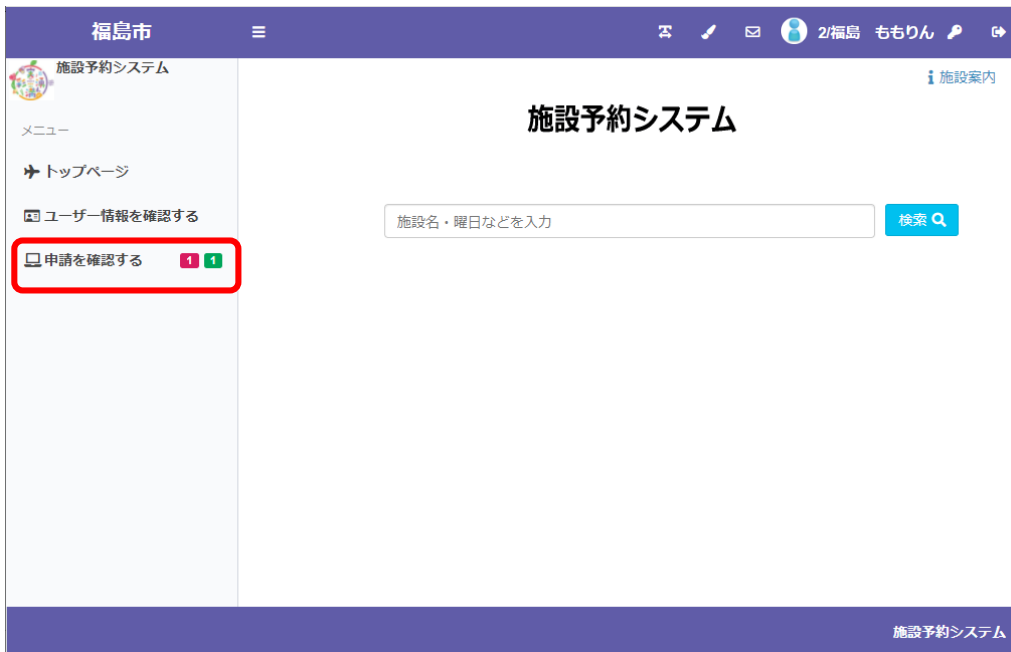 福島市
2/福島 ももりん
施設予約システム
施設案内
施設予約システム
メニュー
トップページ
ユーザー情報を確認する
施設名・曜日などを入力
検索
申請を確認する 1 1
施設予約システム